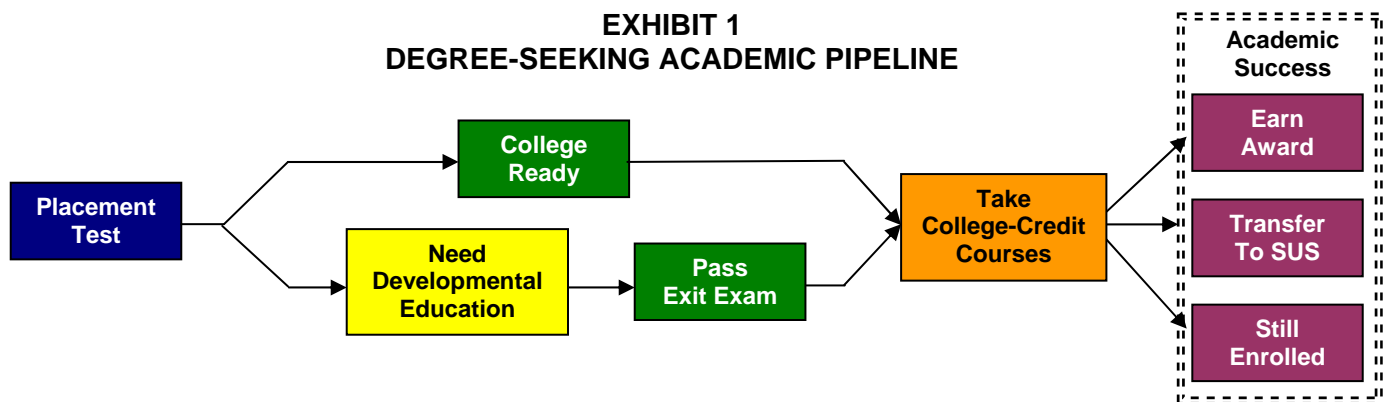 EXHIBIT 1
DEGREE-SEEKING ACADEMIC PIPELINE
Placement
Test
College
Ready
Need
Developmental
Education
Pass
Exit Exam
Take
College-Credit
Courses
Academic
Success
Earn
Award
Transfer
To SUS
Still
Enrolled